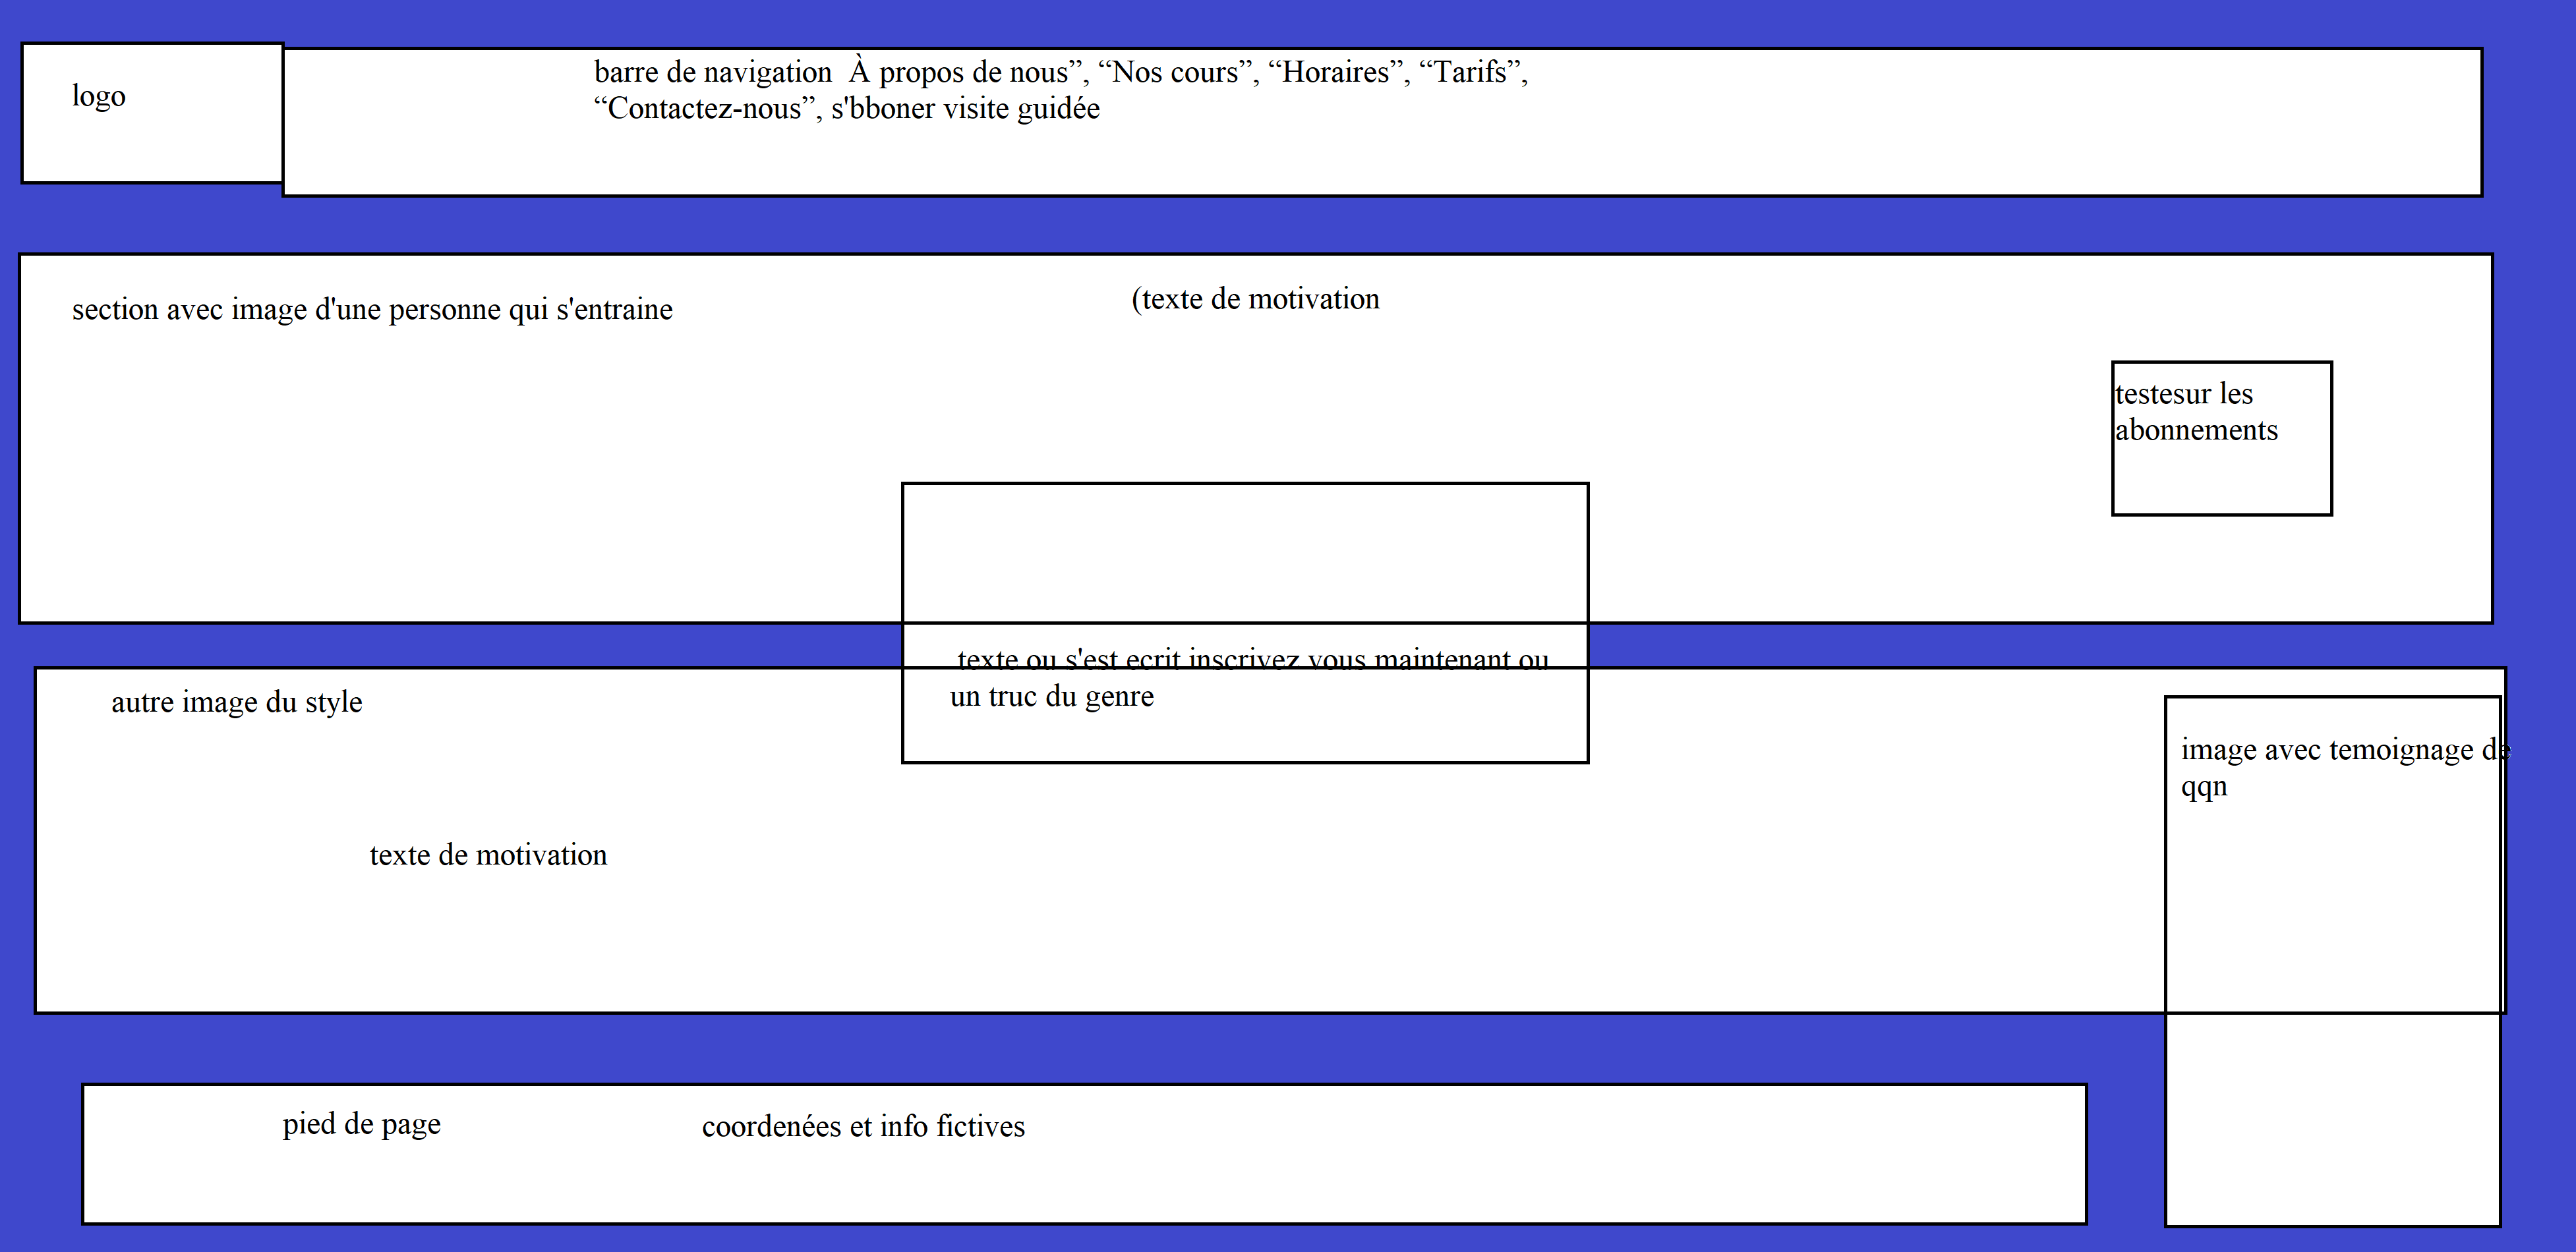 logo
barre de navigation  À propos de nous”, “Nos cours”, “Horaires”, “Tarifs”,
“Contactez-nous”, s'bboner visite guidée
section avec image d'une personne qui s'entraine
(texte de motivation
testesur les
abonnements
texte ou s'est ecrit inscrivez vous maintenant ou
un truc du genre
autre image du style
image avec temoignage de
qqn
texte de motivation
pied de page
coordenées et info fictives